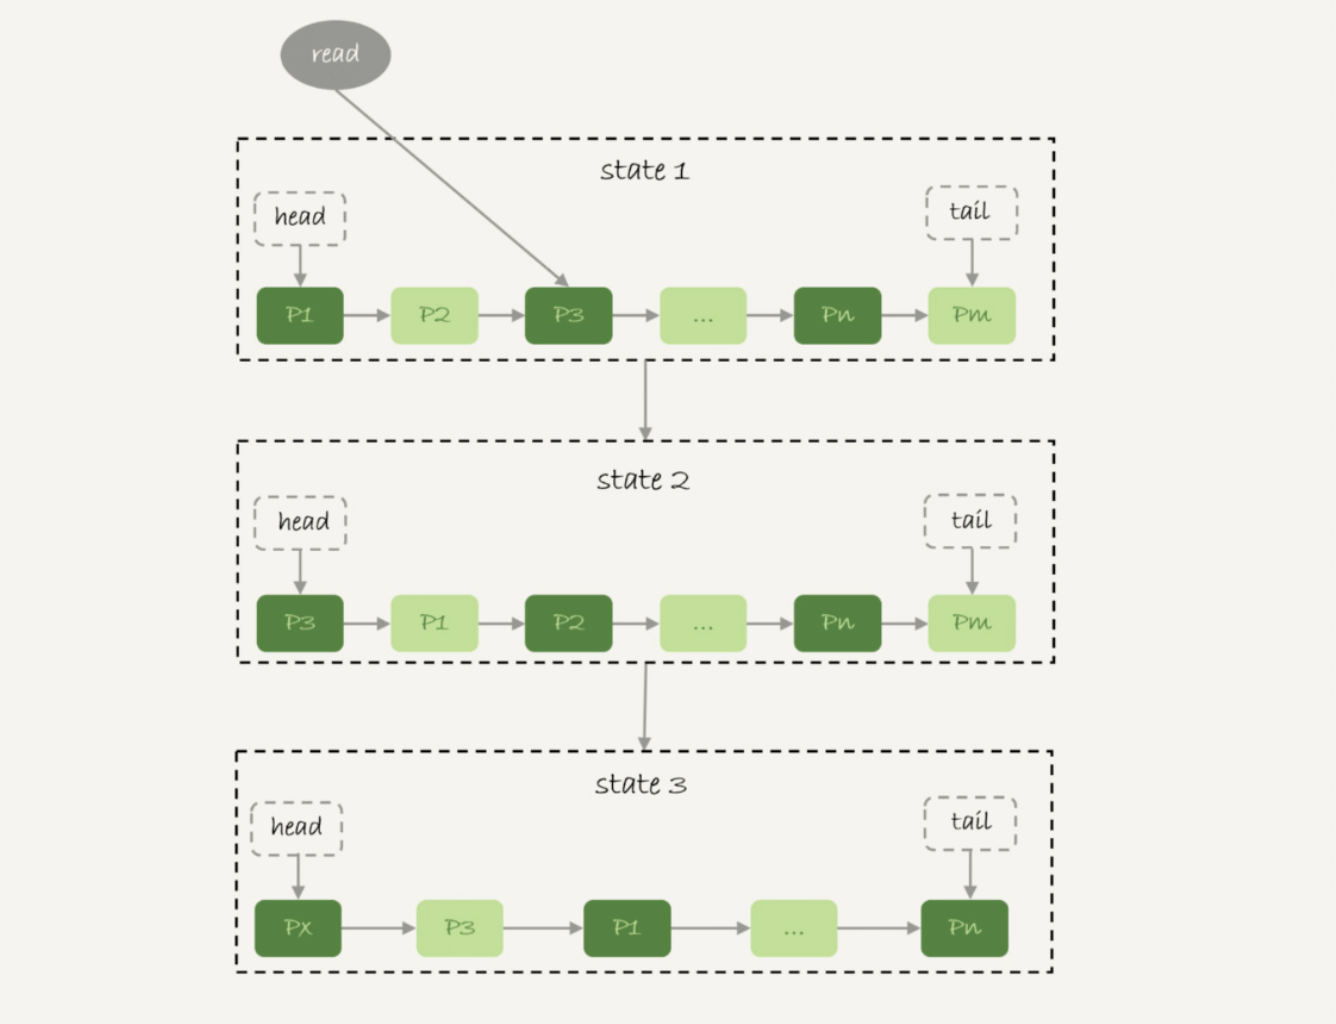 read
state 1
head
tail
P1
P2
P3
...
Pn
Pm
state 2
head
tail
P3
P1
P2
...
Pn
Pm
state 3
head
tail
Px
P3
P1
...
Pn